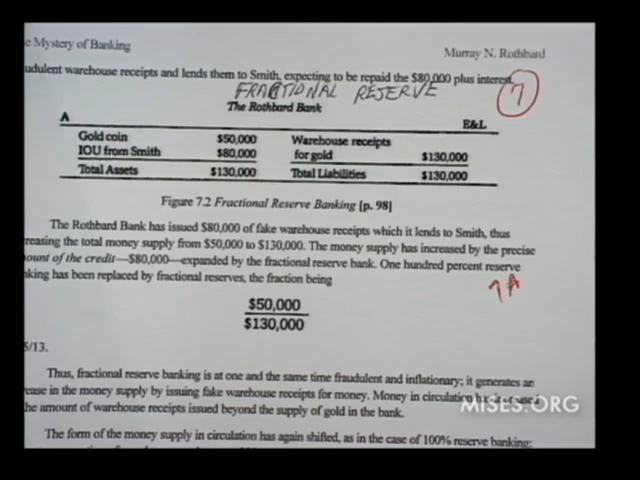 e Mystery of Banking
Murray N. Rothbard
udulent warehouse receipts and lends them to Smith, expecting to be repaid the $80,000 plus interest.
7
FRACTIONAL RESERVE
The Rothbard Bank
A E&L
Gold coin $50,000 Warehouse receipts
IOU from Smith $80,000 for gold $130,000
Total Assets $130,000 Total Liabilities $130,000
Figure 7.2 Fractional Reserve Banking [p. 98]
The Rothbard Bank has issued $80,000 of fake warehouse receipts which it lends to Smith, thus
reasing the total money supply from $50,000 to $130,000. The money supply has increased by the precise
ount of the credit—$80,000—expanded by the fractional reserve bank. One hundred percent reserve
king has been replaced by fractional reserves, the fraction being
7A
$50,000
$130,000
5/13.
Thus, fractional reserve banking is at one and the same time fraudulent and inflationary; it generates an
ease in the money supply by issuing fake warehouse receipts for money. Money in circulation
he amount of warehouse receipts issued beyond the supply of gold in the bank.
MISES.ORG
The form of the money supply in circulation has again shifted, as in the case of 100% reserve banking: